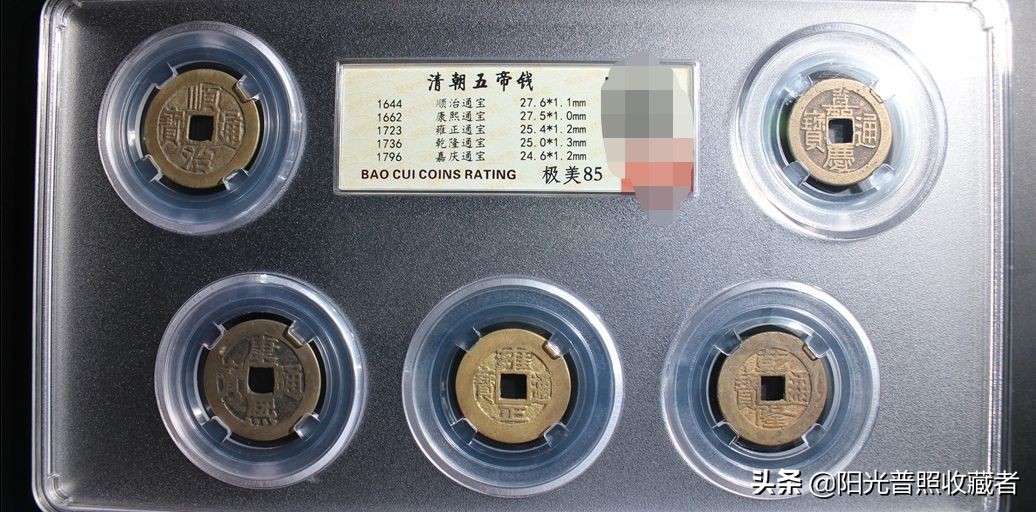 清朝五帝钱
1644 顺治通宝 27.6*1.1mm
1662 康熙通宝 27.5*1.0mm
1723 雍正通宝 25.4*1.2mm
1736 乾隆通宝 25.0*1.3mm
1796 嘉庆通宝 24.6*1.2mm
BAO CUI COINS RATING 极美85
順治通寶
嘉慶通寶
康熙通寶
雍正通寶
乾隆通寶
头条 @阳光普照收藏者